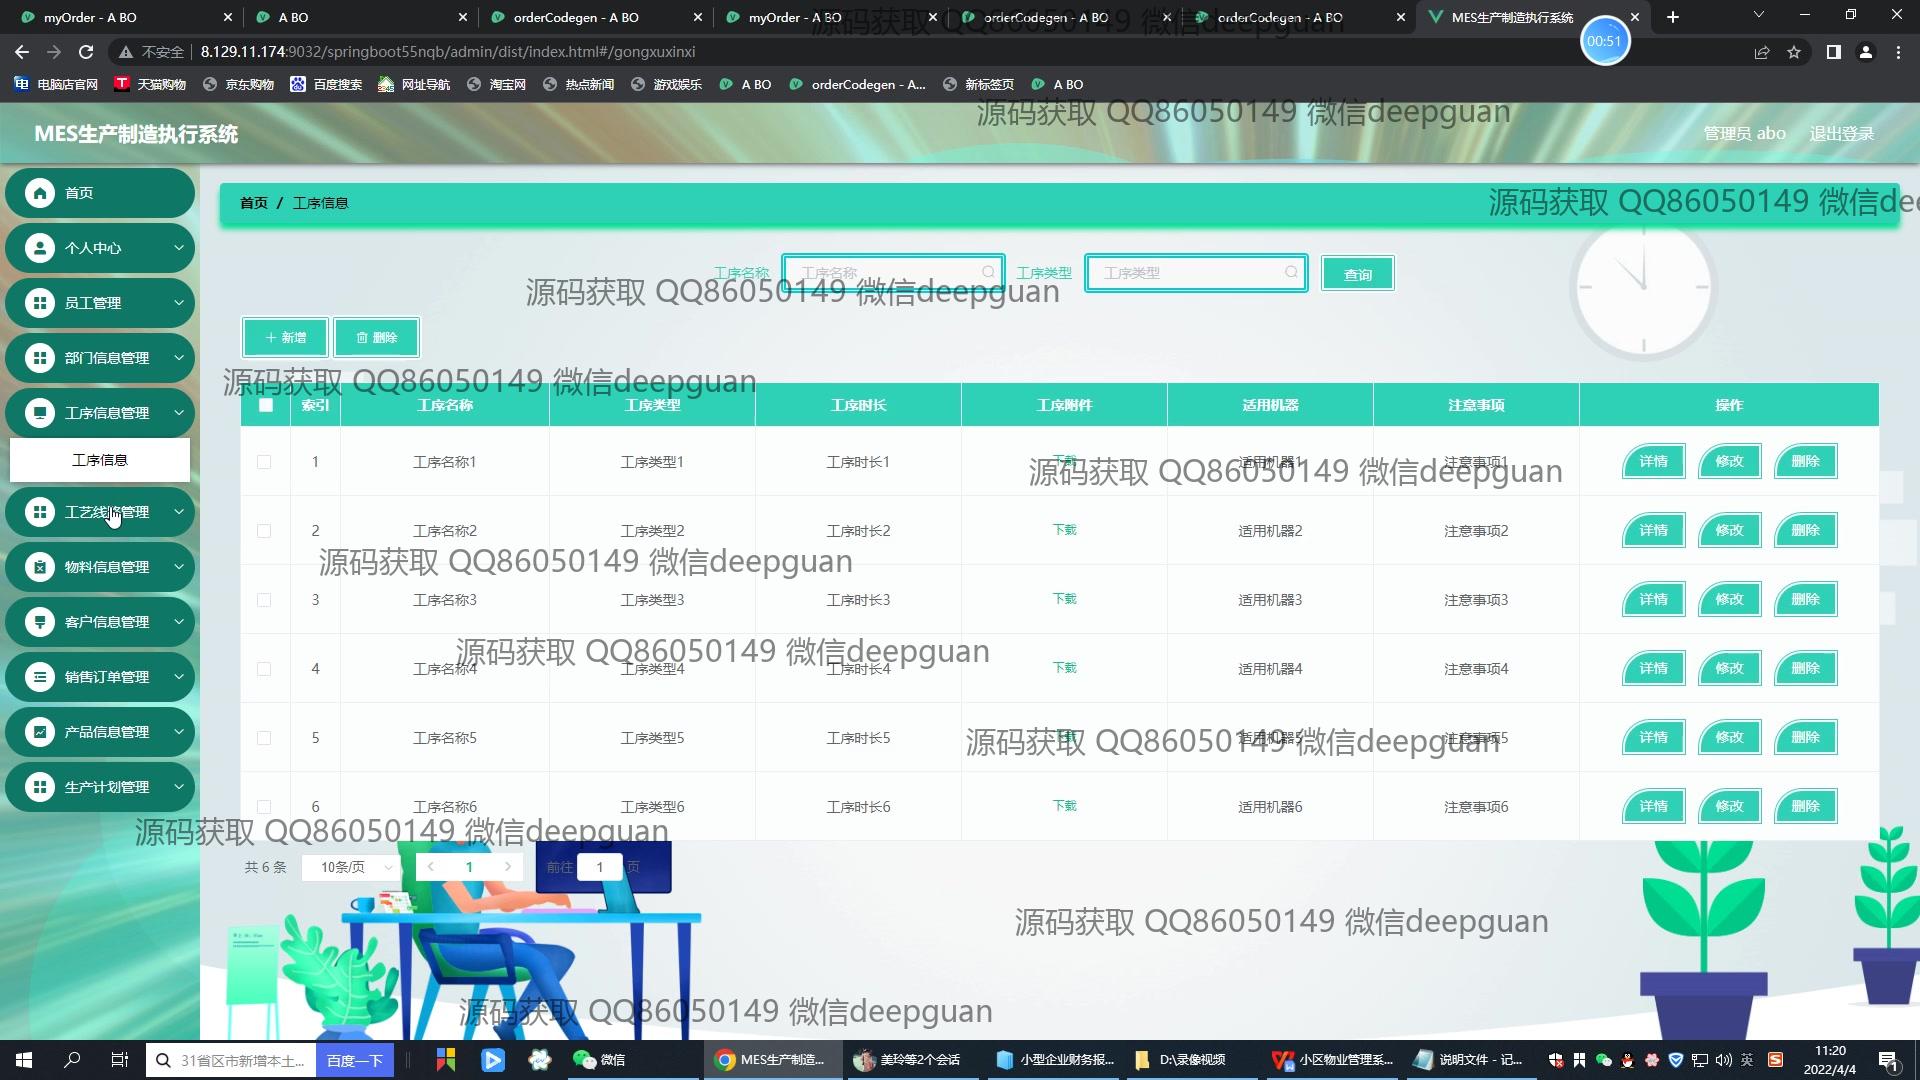 myOrder - A BO
A BO
orderCodegen - A BO
myOrder - A BO
orderCodegen - A BO
orderCodegen - A BO
MES生产制造执行系统
源码获取 QQ86050149 微信deepguan
00:51
不安全
8.129.11.174:9032/springboot55nqb/admin/dist/index.html#/gongxuxinxi
电脑店官网
天猫购物
京东购物
百度搜索
网址导航
淘宝网
热点新闻
游戏娱乐
A BO
orderCodegen - A...
新标签页
A BO
源码获取 QQ86050149 微信deepguan
MES生产制造执行系统
管理员 abo
退出登录
首页
个人中心
员工管理
部门信息管理
工序信息管理
工序信息
工艺线路管理
物料信息管理
客户信息管理
销售订单管理
产品信息管理
生产计划管理
首页 / 工序信息
源码获取 QQ86050149 微信dee
工序名称
工序名称
工序类型
工序类型
查询
源码获取 QQ86050149 微信deepguan
新增
删除
源码获取 QQ86050149 微信deepguan
索引 工序名称 工序类型 工序时长 工序附件 适用机器 注意事项 操作
1 工序名称1 工序类型1 工序时长1 下载 适用机器1 注意事项1 详情 修改 删除
源码获取 QQ86050149 微信deepguan
2 工序名称2 工序类型2 工序时长2 下载 适用机器2 注意事项2 详情 修改 删除
源码获取 QQ86050149 微信deepguan
3 工序名称3 工序类型3 工序时长3 下载 适用机器3 注意事项3 详情 修改 删除
源码获取 QQ86050149 微信deepguan
4 工序名称4 工序类型4 工序时长4 下载 适用机器4 注意事项4 详情 修改 删除
5 工序名称5 工序类型5 工序时长5 下载 适用机器5 注意事项5 详情 修改 删除
源码获取 QQ86050149 微信deepguan
6 工序名称6 工序类型6 工序时长6 下载 适用机器6 注意事项6 详情 修改 删除
源码获取 QQ86050149 微信deepguan
共 6 条
10条/页
1
前往 1 页
源码获取 QQ86050149 微信deepguan
源码获取 QQ86050149 微信deepguan
31省区市新增本土...
百度一下
微信
MES生产制造...
美玲等2个会话
小型企业财务报...
D:\录像视频
小区物业管理系...
说明文件 - 记...
英
11:20
2022/4/4
1